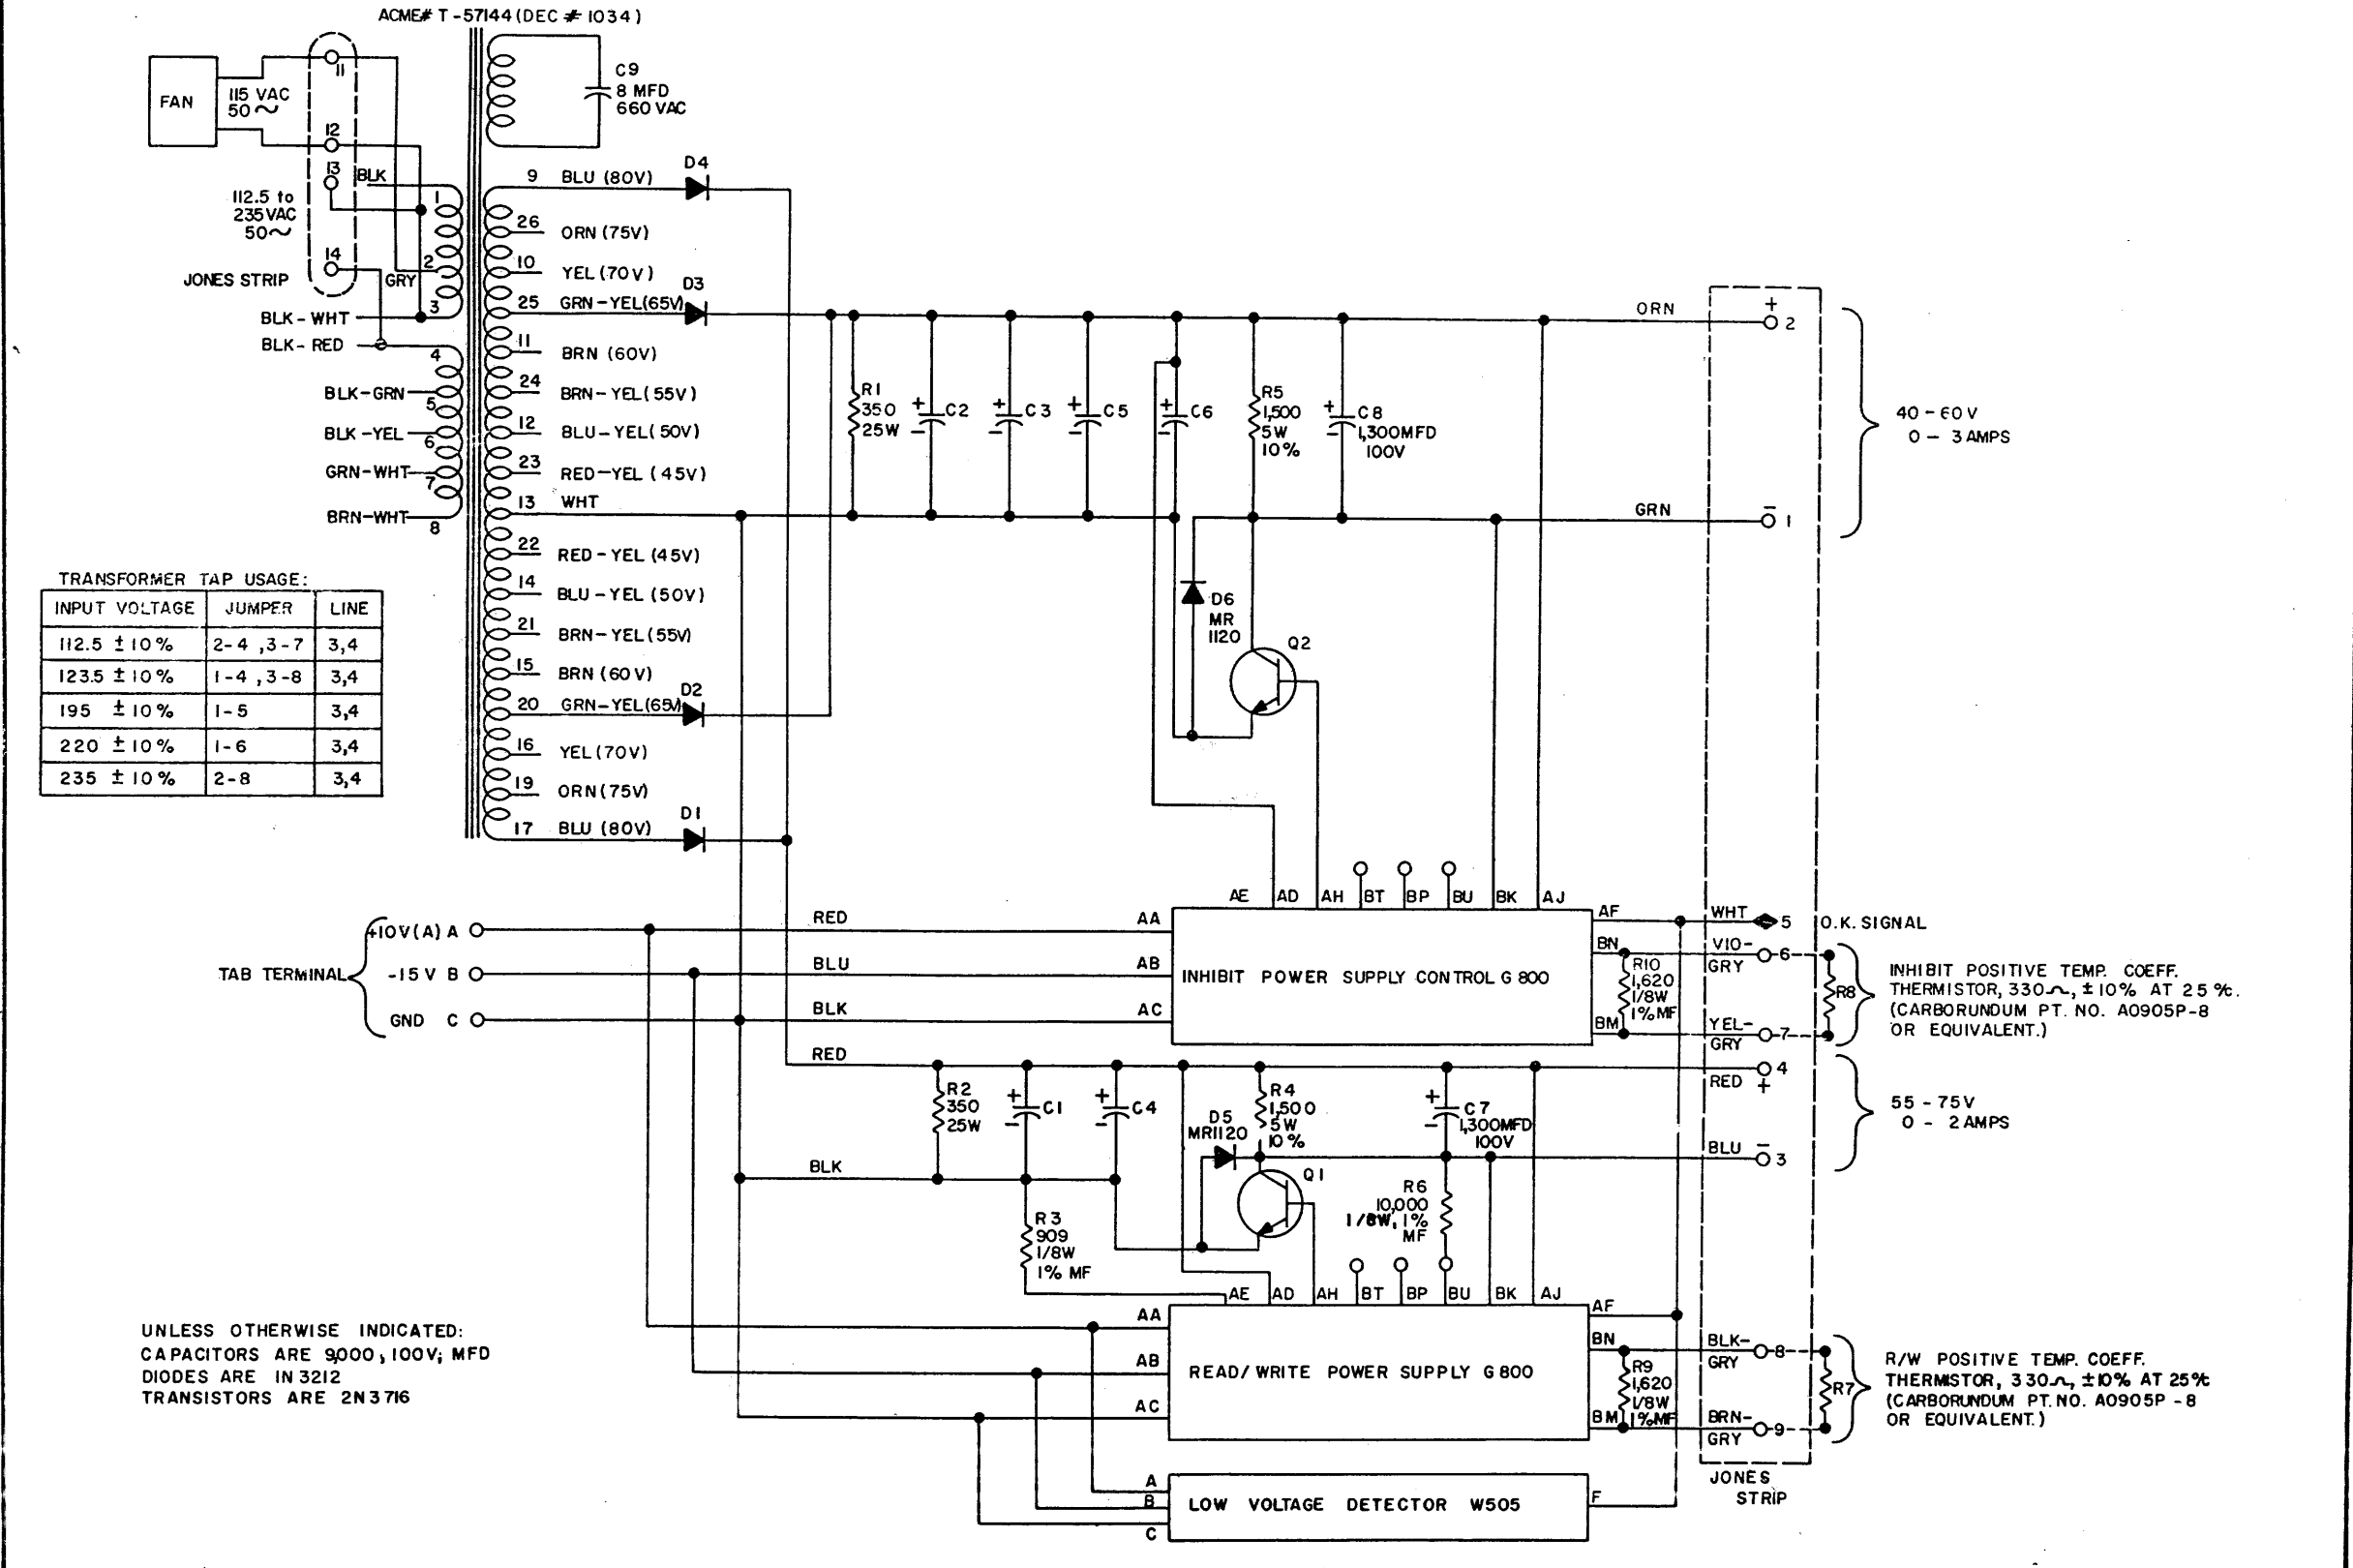 ACME# T-57144 (DEC # 1034)
FAN
115 VAC
50~
11
12
13
14
BLK
112.5 to
235VAC
50~
JONES STRIP
GRY
1
2
3
BLK-WHT
BLK-RED
4
BLK-GRN
5
BLK-YEL
6
GRN-WHT
7
BRN-WHT
8
C9
8 MFD
660 VAC
9 BLU (80V)
D4
26 ORN (75V)
10 YEL (70V)
25 GRN-YEL (65V)
D3
11 BRN (60V)
24 BRN-YEL (55V)
12 BLU-YEL (50V)
23 RED-YEL (45V)
13 WHT
22 RED-YEL (45V)
14 BLU-YEL (50V)
21 BRN-YEL (55V)
15 BRN (60V)
20 GRN-YEL (65V)
D2
16 YEL (70V)
19 ORN (75V)
17 BLU (80V)
D1
TRANSFORMER TAP USAGE:
INPUT VOLTAGE JUMPER LINE
112.5 ±10% 2-4, 3-7 3,4
123.5 ±10% 1-4, 3-8 3,4
195 ±10% 1-5 3,4
220 ±10% 1-6 3,4
235 ±10% 2-8 3,4
R1
350
25W
+ C2 -
+ C3 -
+ C5 -
+ C6 -
R5
1,500
5W
10%
+ C8 -
1,300MFD
100V
ORN
+
2
GRN
-
1
40-60V
0-3 AMPS
D6
MR
1120
Q2
AE AD AH BT BP BU BK AJ
TAB TERMINAL
+10V(A) A
-15V B
GND C
RED
BLU
BLK
AA
AB
AC
INHIBIT POWER SUPPLY CONTROL G 800
AF
BN
BM
R10
1,620
1/8W
1% MF
WHT
5 O.K. SIGNAL
VIO-
GRY
6
YEL-
GRY
7
R8
INHIBIT POSITIVE TEMP. COEFF.
THERMISTOR, 330Ω, ±10% AT 25°C.
(CARBORUNDUM PT. NO. A0905P-8
OR EQUIVALENT.)
RED
R2
350
25W
+ C1 -
+ C4 -
BLK
D5
MR1120
R4
1,500
5W
10%
+ C7 -
1,300MFD
100V
Q1
R6
10,000
1/8W, 1%
MF
R3
909
1/8W
1% MF
4
RED +
BLU -
3
55-75V
0-2 AMPS
AE AD AH BT BP BU BK AJ
AA
AB
AC
READ/WRITE POWER SUPPLY G 800
AF
BN
BM
R9
1,620
1/8W
1% MF
BLK-
GRY
8
BRN-
GRY
9
R7
R/W POSITIVE TEMP. COEFF.
THERMISTOR, 330Ω, ±10% AT 25°C
(CARBORUNDUM PT. NO. A0905P-8
OR EQUIVALENT.)
JONES
STRIP
A
B
C
LOW VOLTAGE DETECTOR W505
F
UNLESS OTHERWISE INDICATED:
CAPACITORS ARE 9,000, 100V, MFD
DIODES ARE IN3212
TRANSISTORS ARE 2N3716